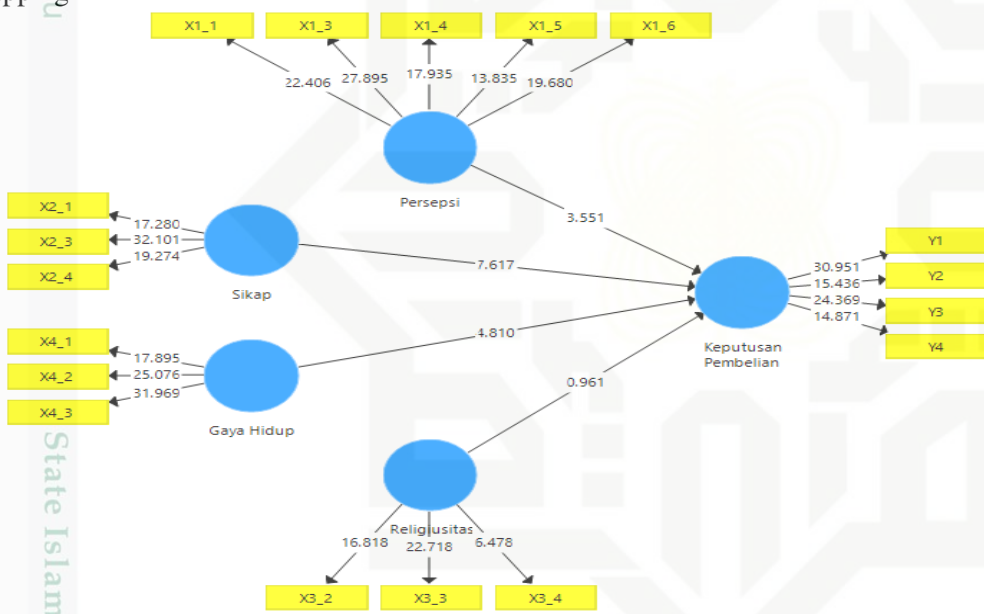 pping
X1_1 X1_3 X1_4 X1_5 X1_6
22.406 27.895 17.935 13.835 19.680
Persepsi
3.551
X2_1
X2_3
X2_4
17.280
32.101
19.274
Sikap
7.617
X4_1
X4_2
X4_3
17.895
25.076
31.969
Gaya Hidup
4.810
Religiusitas
0.961
16.818 22.718 6.478
X3_2 X3_3 X3_4
Keputusan
Pembelian
30.951
15.436
24.369
14.871
Y1
Y2
Y3
Y4
u
State Islam